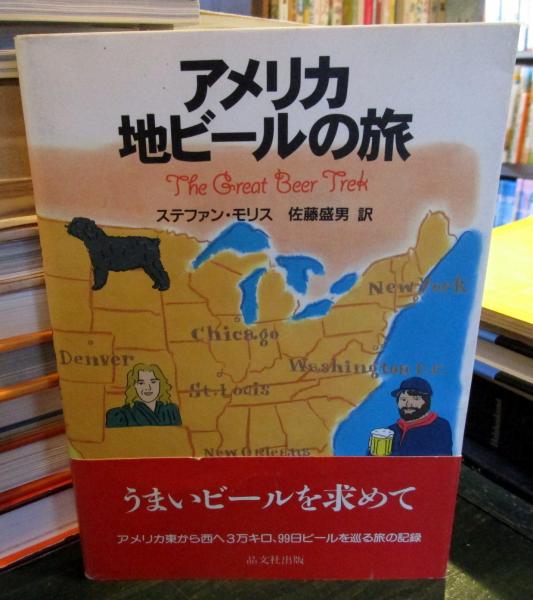 アメリカ
地ビールの旅
The Great Beer Trek
ステファン・モリス 佐藤盛男 訳
New York
Chicago
Denver
Washington D.C.
St. Louis
New Orleans
うまいビールを求めて
アメリカ東から西へ3万キロ、99日ビールを巡る旅の記録
晶文社出版